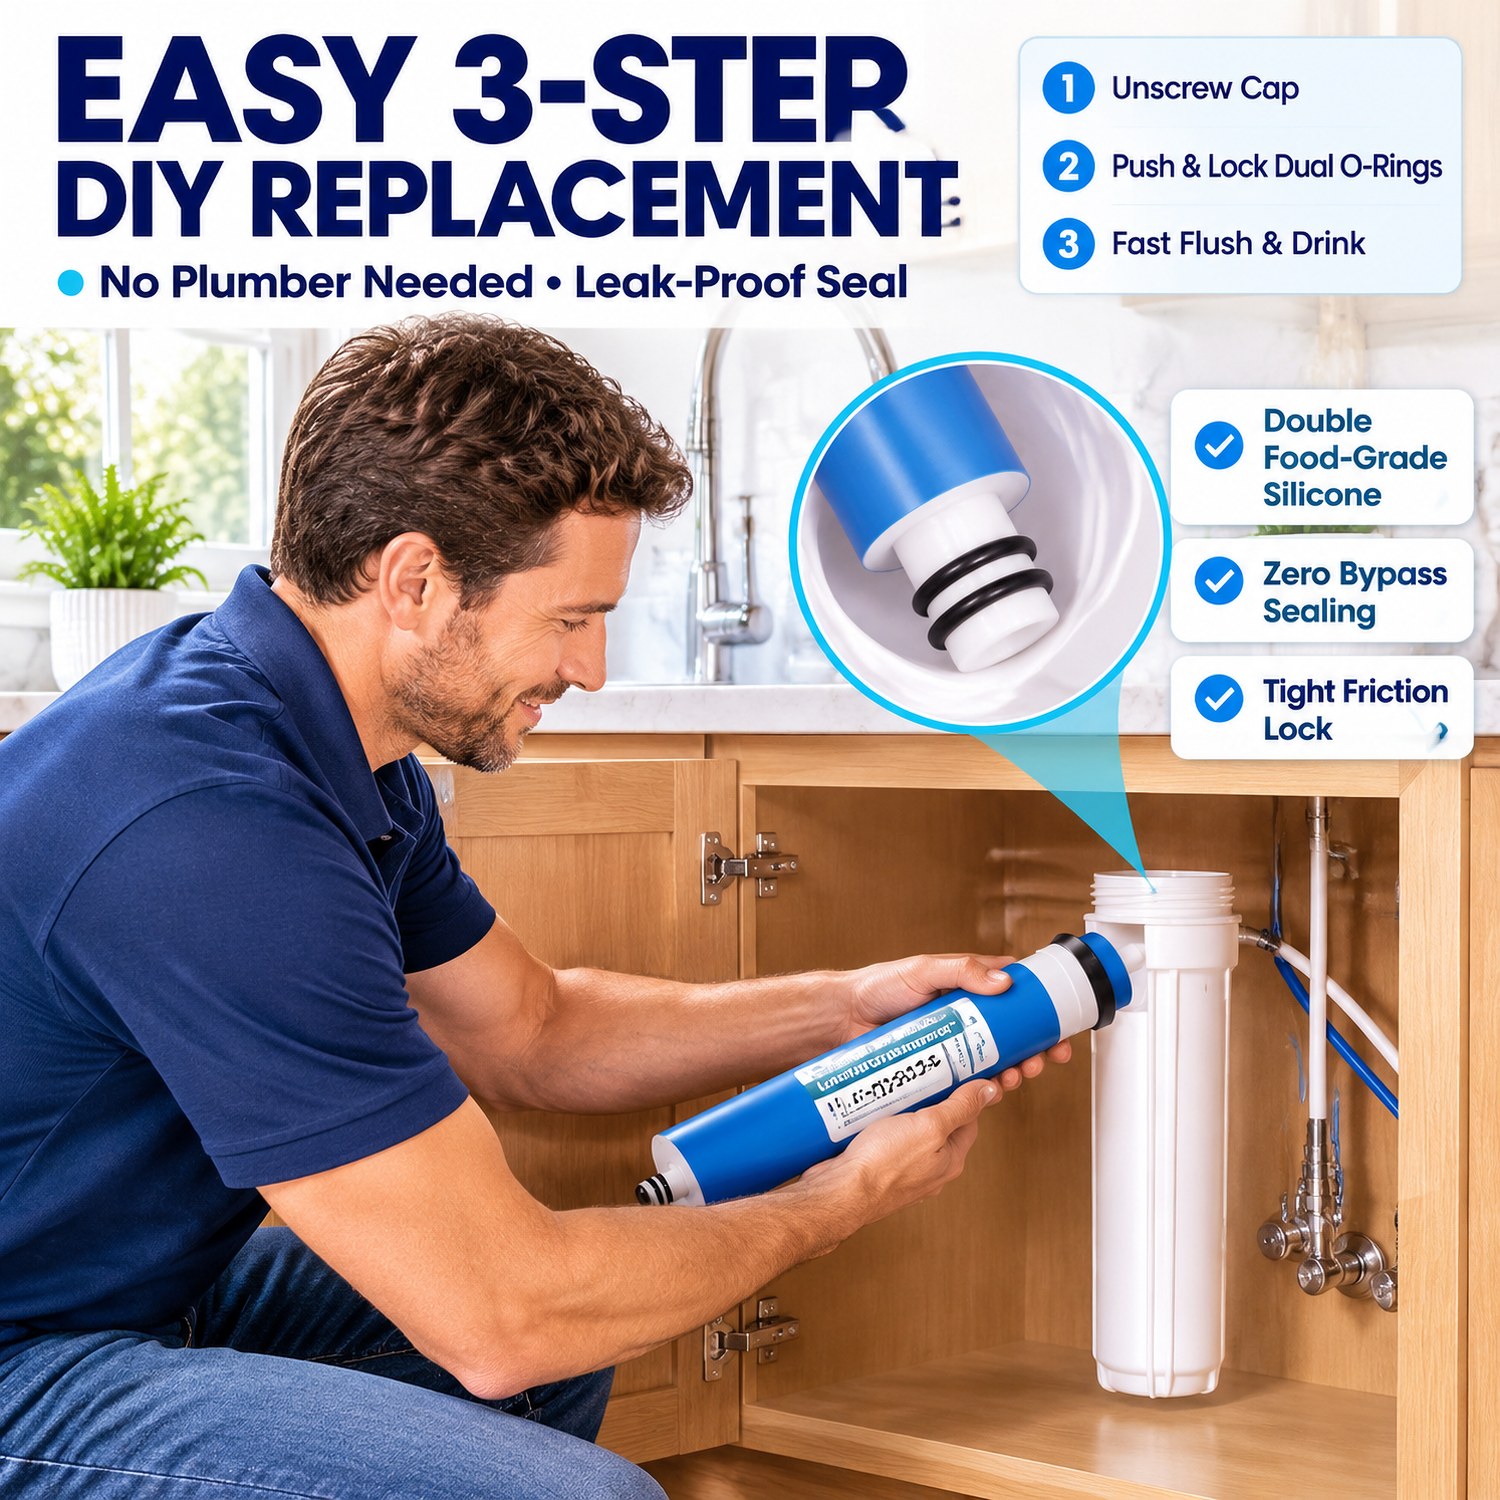 EASY 3-STEP
DIY REPLACEMENT
No Plumber Needed • Leak-Proof Seal
1 Unscrew Cap
2 Push & Lock Dual O-Rings
3 Fast Flush & Drink
Double
Food-Grade
Silicone
Zero Bypass
Sealing
Tight Friction
Lock